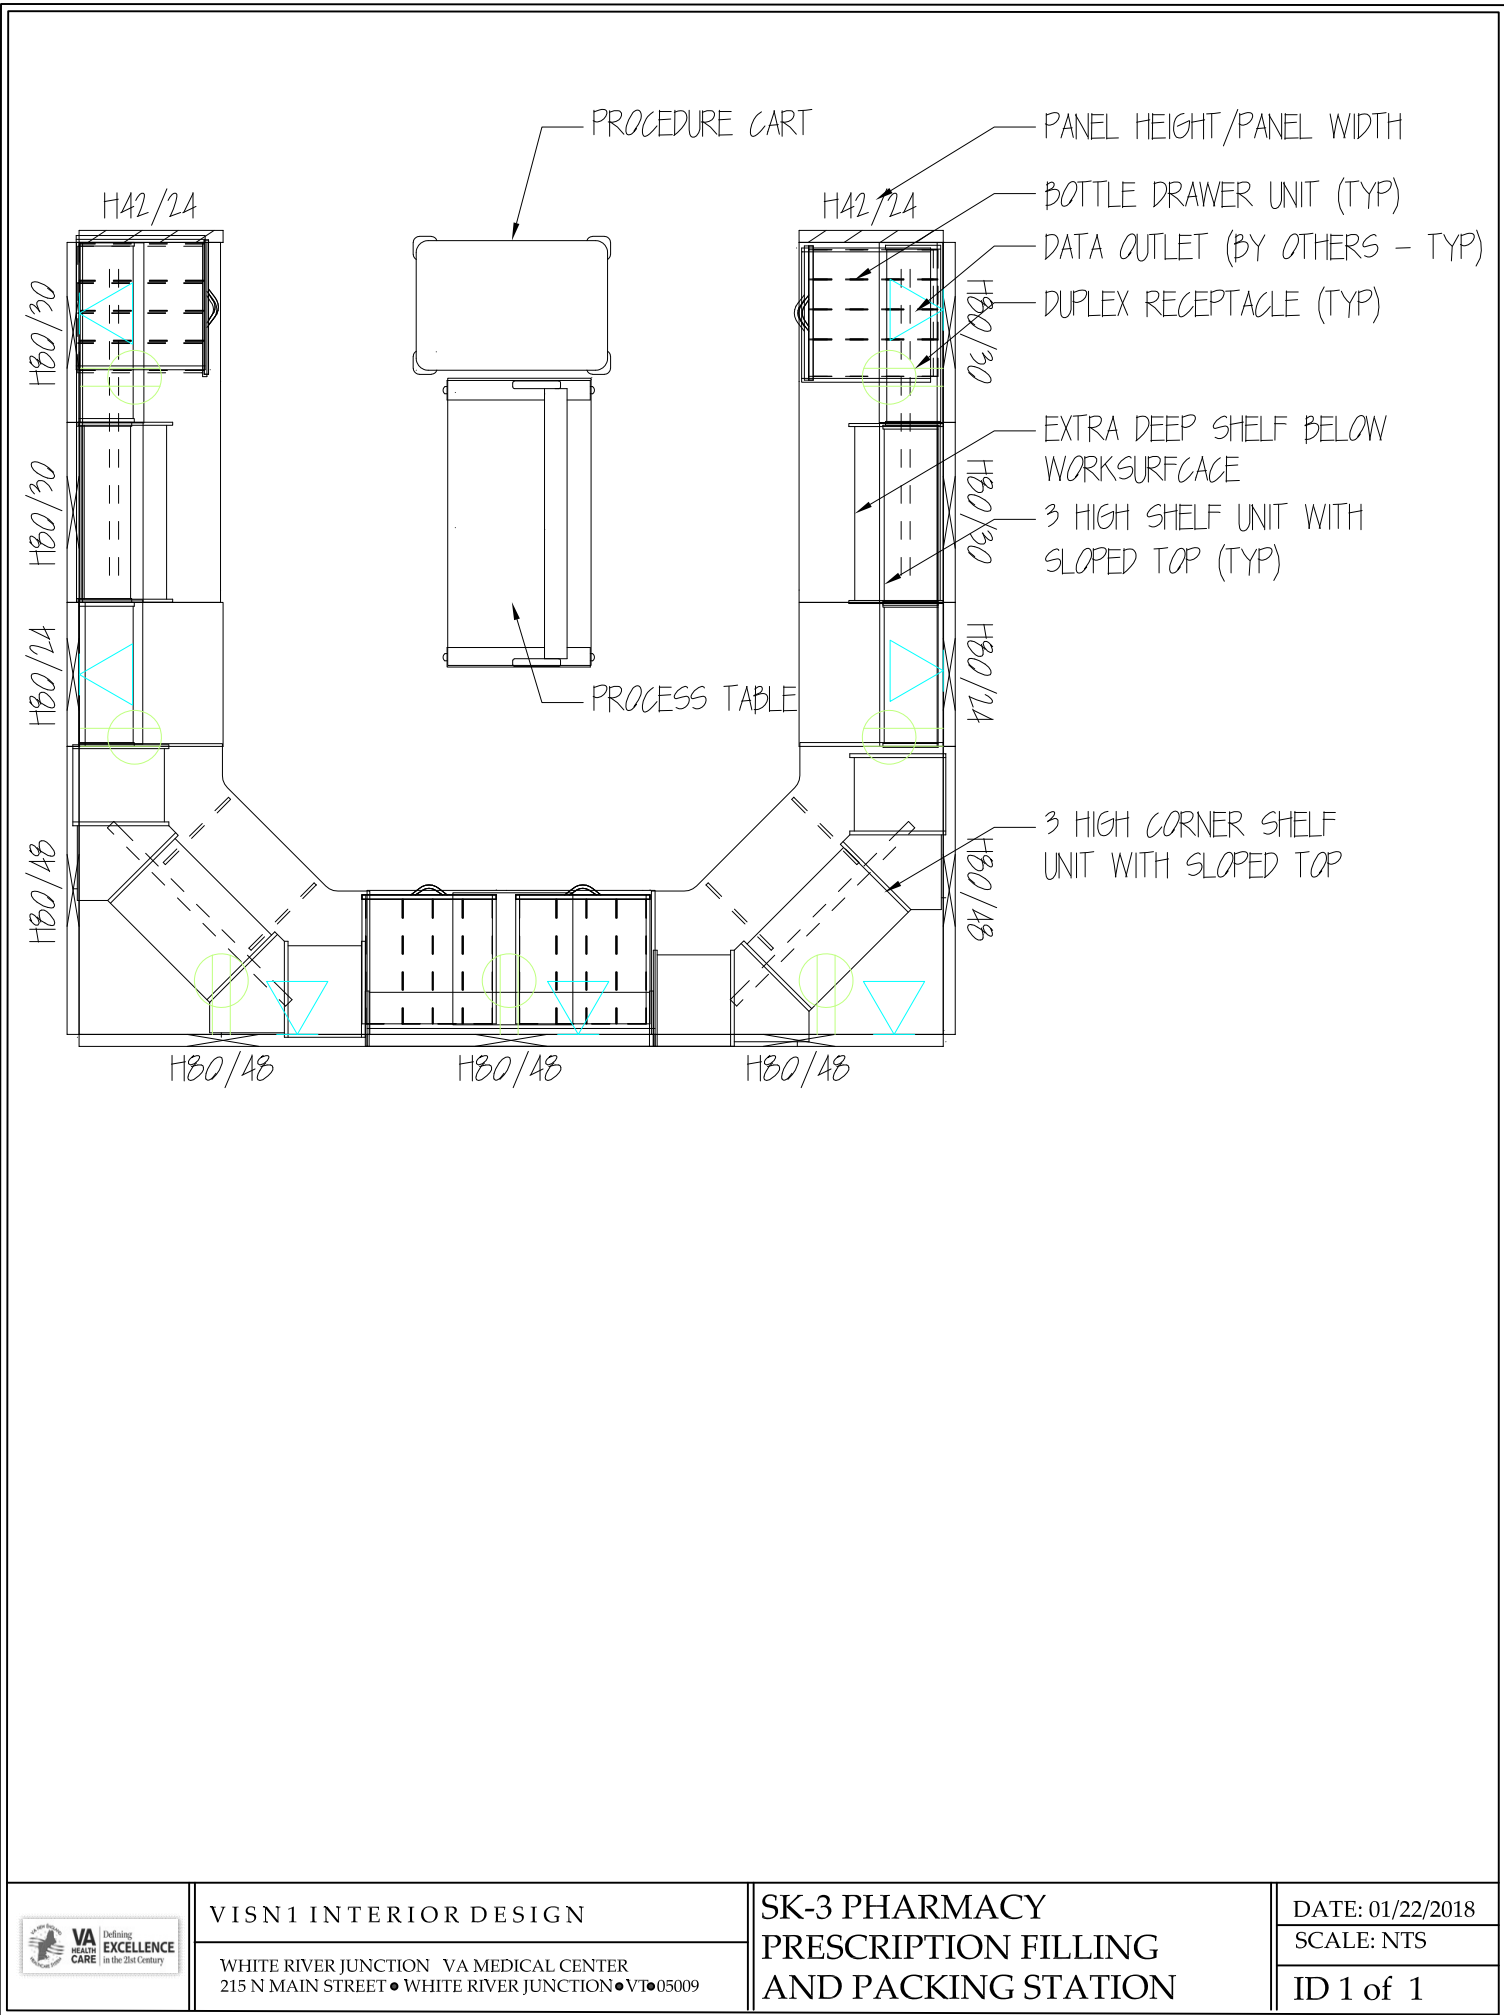 PROCEDURE CART
PANEL HEIGHT/PANEL WIDTH
H42/24
H42/24
BOTTLE DRAWER UNIT (TYP)
DATA OUTLET (BY OTHERS - TYP)
DUPLEX RECEPTACLE (TYP)
H80/30
H80/30
EXTRA DEEP SHELF BELOW
WORKSURFCACE
H80/30
H80/30
3 HIGH SHELF UNIT WITH
SLOPED TOP (TYP)
H80/24
H80/24
PROCESS TABLE
3 HIGH CORNER SHELF
UNIT WITH SLOPED TOP
H80/48
H80/48
H80/48
H80/48
H80/48
VA
HEALTH
CARE
Defining
EXCELLENCE
in the 21st Century
VISN1 INTERIOR DESIGN
WHITE RIVER JUNCTION VA MEDICAL CENTER
215 N MAIN STREET ● WHITE RIVER JUNCTION ● VT ● 05009
SK-3 PHARMACY
PRESCRIPTION FILLING
AND PACKING STATION
DATE: 01/22/2018
SCALE: NTS
ID 1 of 1